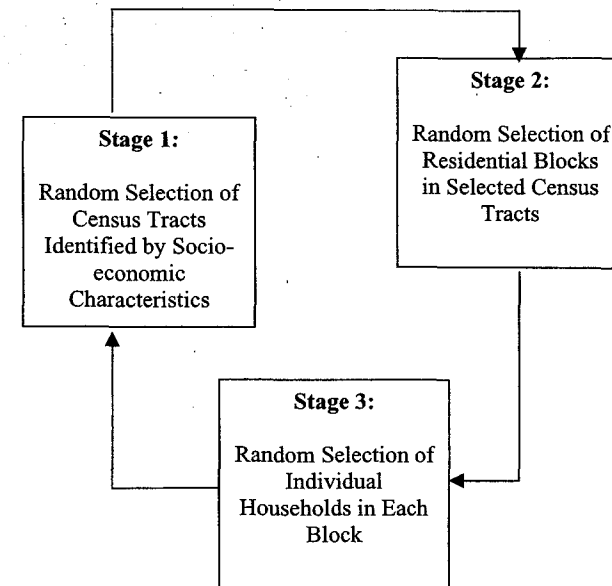 Stage 1:
Random Selection of
Census Tracts
Identified by Socio-
economic
Characteristics
Stage 2:
Random Selection of
Residential Blocks
in Selected Census
Tracts
Stage 3:
Random Selection of
Individual
Households in Each
Block